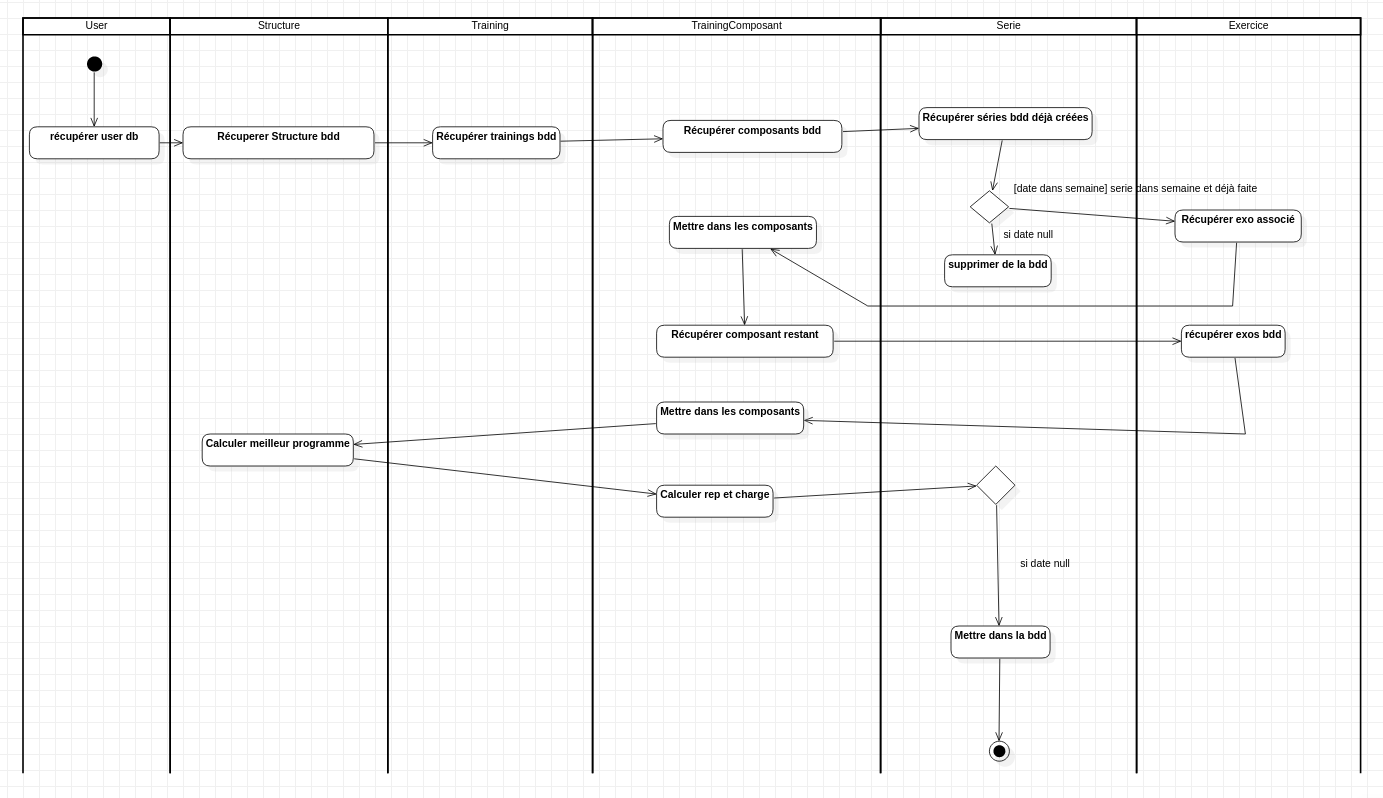 User
Structure
Training
TrainingComposant
Serie
Exercice
récupérer user db
Récuperer Structure bdd
Récupérer trainings bdd
Récupérer composants bdd
Récupérer séries bdd déjà créées
[date dans semaine] serie dans semaine et déjà faite
Récupérer exo associé
Mettre dans les composants
si date null
supprimer de la bdd
Récupérer composant restant
récupérer exos bdd
Mettre dans les composants
Calculer meilleur programme
Calculer rep et charge
si date null
Mettre dans la bdd